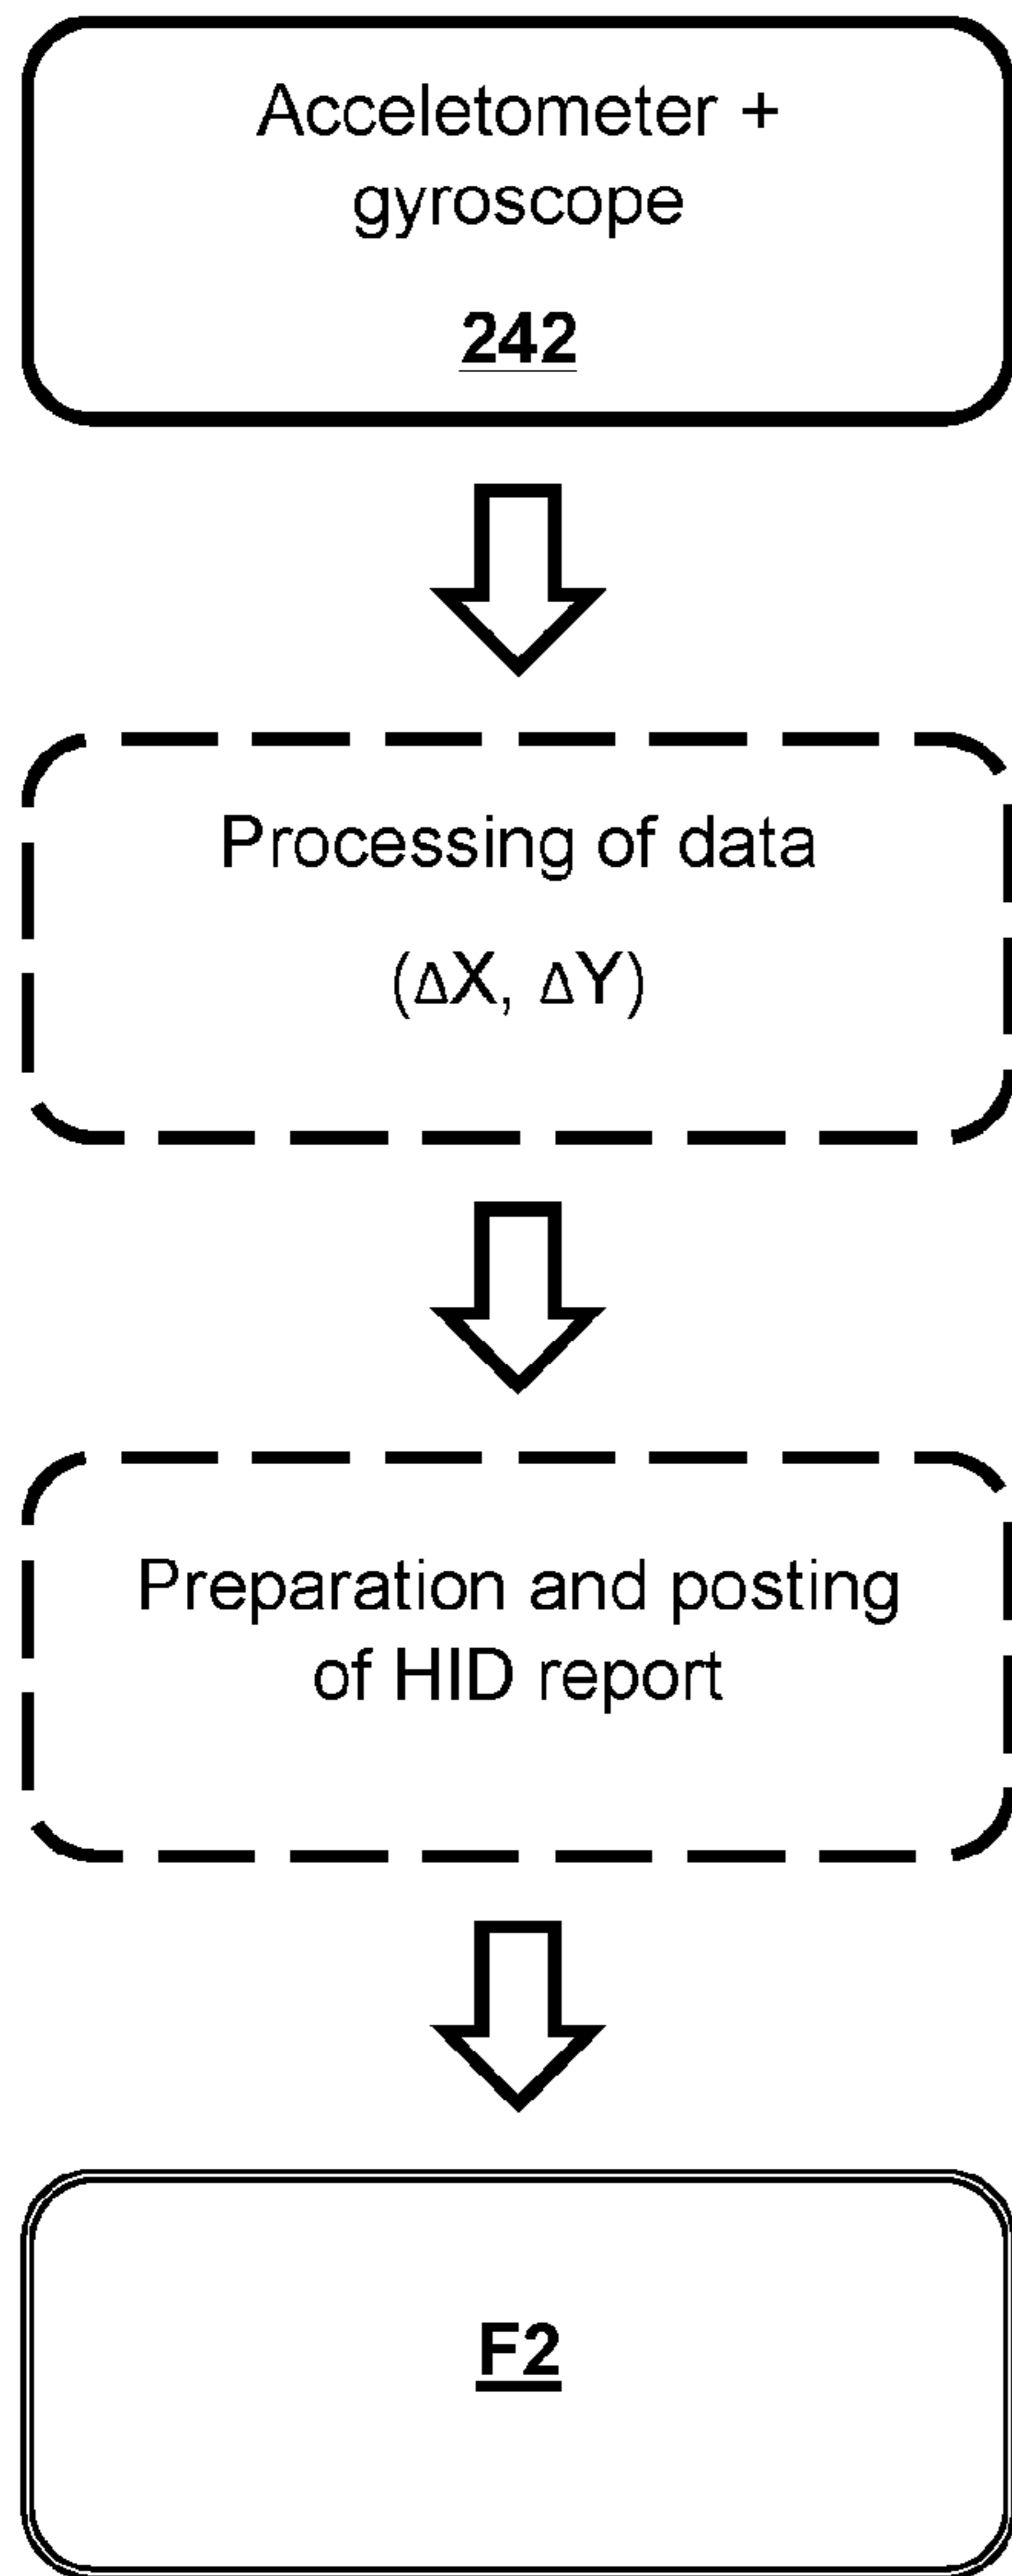 Acceletometer +
gyroscope
242
Processing of data
(ΔX, ΔY)
Preparation and posting
of HID report
F2